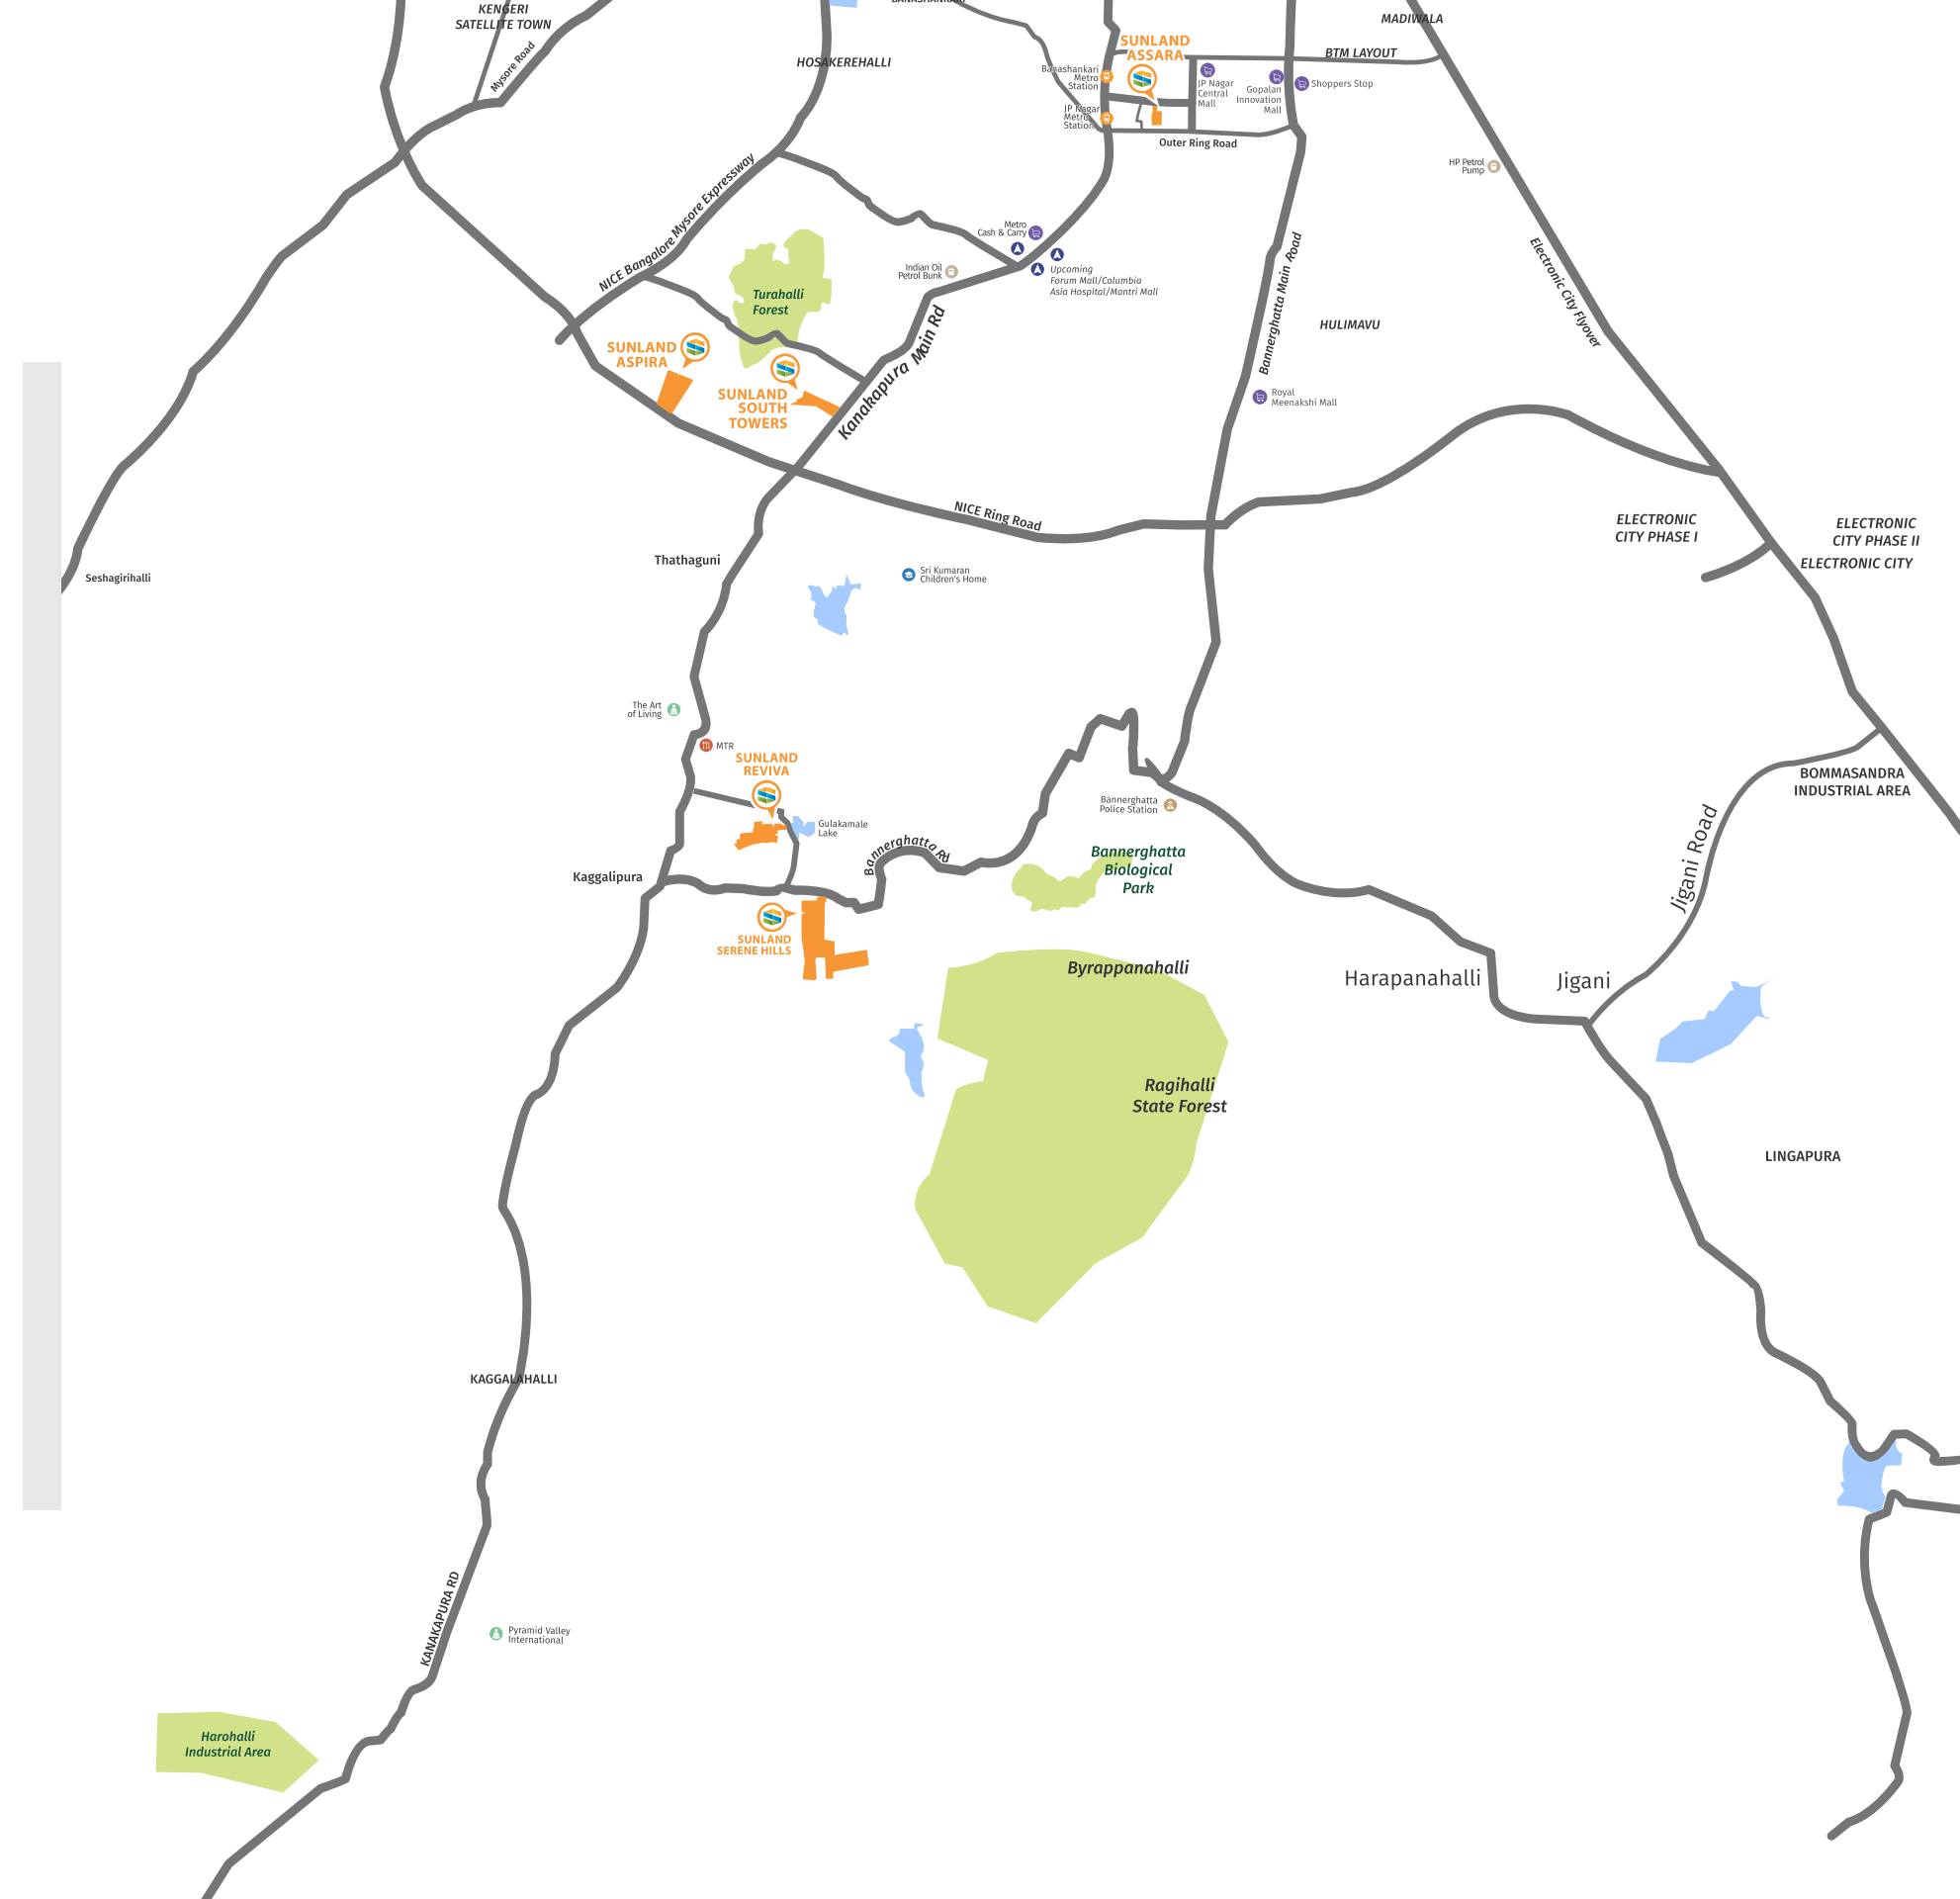 KENGERI
SATELLITE TOWN
Mysore Road
HOSAKEREHALLI
BANASHANKARI
MADIWALA
BTM LAYOUT
SUNLAND
ASSARA
Banashankari
Metro
Station
JP Nagar
Metro
Station
JP Nagar
Central
Mall
Gopalan
Innovation
Mall
Shoppers Stop
Outer Ring Road
HP Petrol
Pump
NICE Bangalore Mysore Expressway
Metro
Cash & Carry
Indian Oil
Petrol Bunk
Upcoming
Forum Mall/Columbia
Asia Hospital/Mantri Mall
Turahalli
Forest
Bannerghatta Main Road
Electronic City Flyover
HULIMAVU
SUNLAND
ASPIRA
SUNLAND
SOUTH
TOWERS
Kanakapura Main Rd
Royal
Meenakshi Mall
NICE Ring Road
ELECTRONIC
CITY PHASE I
ELECTRONIC
CITY PHASE II
ELECTRONIC CITY
Seshagirihalli
Thathaguni
Sri Kumaran
Children's Home
The Art
of Living
MTR
SUNLAND
REVIVA
Gulakamale
Lake
Bannerghatta
Police Station
BOMMASANDRA
INDUSTRIAL AREA
Jigani Road
Bannerghatta Rd
Bannerghatta
Biological
Park
Kaggalipura
SUNLAND
SERENE HILLS
Byrappanahalli
Harapanahalli
Jigani
Ragihalli
State Forest
LINGAPURA
KAGGALAHALLI
KANAKAPURA RD
Pyramid Valley
International
Harohalli
Industrial Area